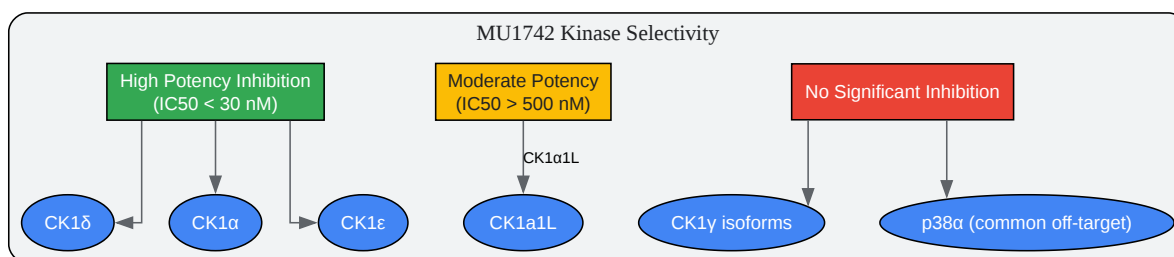 MU1742 Kinase Selectivity
High Potency Inhibition
(IC50 < 30 nM)
Moderate Potency
(IC50 > 500 nM)
No Significant Inhibition
CK1α1L
CK1δ
CK1α
CK1ε
CK1a1L
CK1γ isoforms
p38α (common off-target)